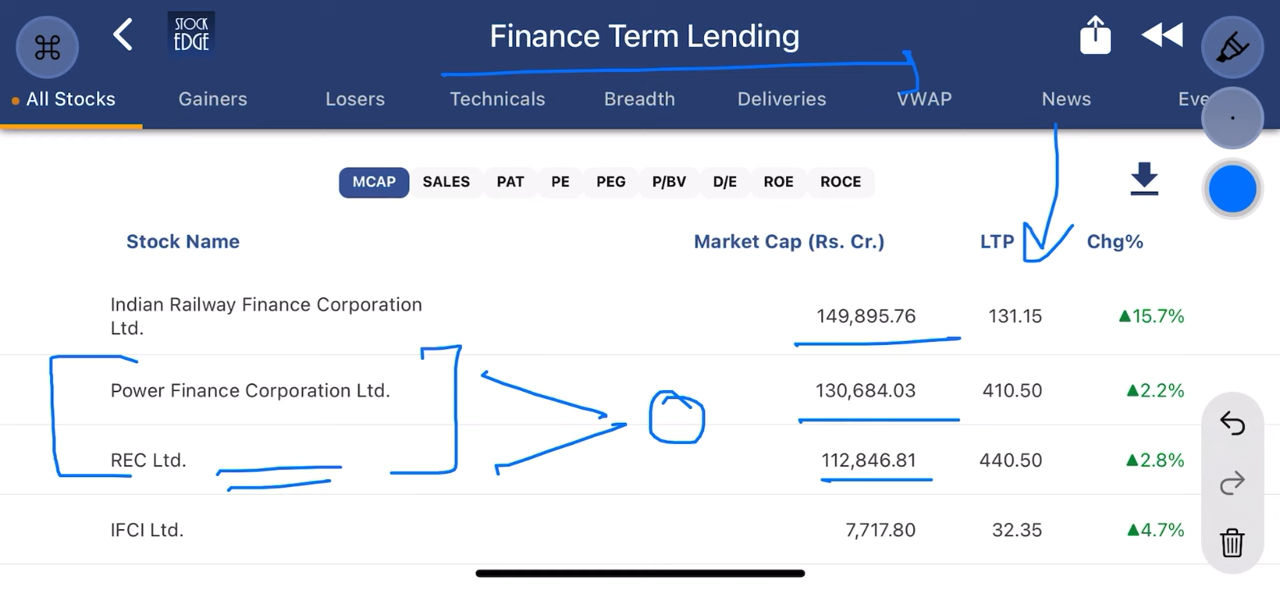 STOCK
EDGE
Finance Term Lending
All Stocks Gainers Losers Technicals Breadth Deliveries VWAP News Eve
MCAP SALES PAT PE PEG P/BV D/E ROE ROCE
Stock Name Market Cap (Rs. Cr.) LTP Chg%
Indian Railway Finance Corporation
Ltd. 149,895.76 131.15 ▲15.7%
Power Finance Corporation Ltd. 130,684.03 410.50 ▲2.2%
REC Ltd. 112,846.81 440.50 ▲2.8%
IFCI Ltd. 7,717.80 32.35 ▲4.7%